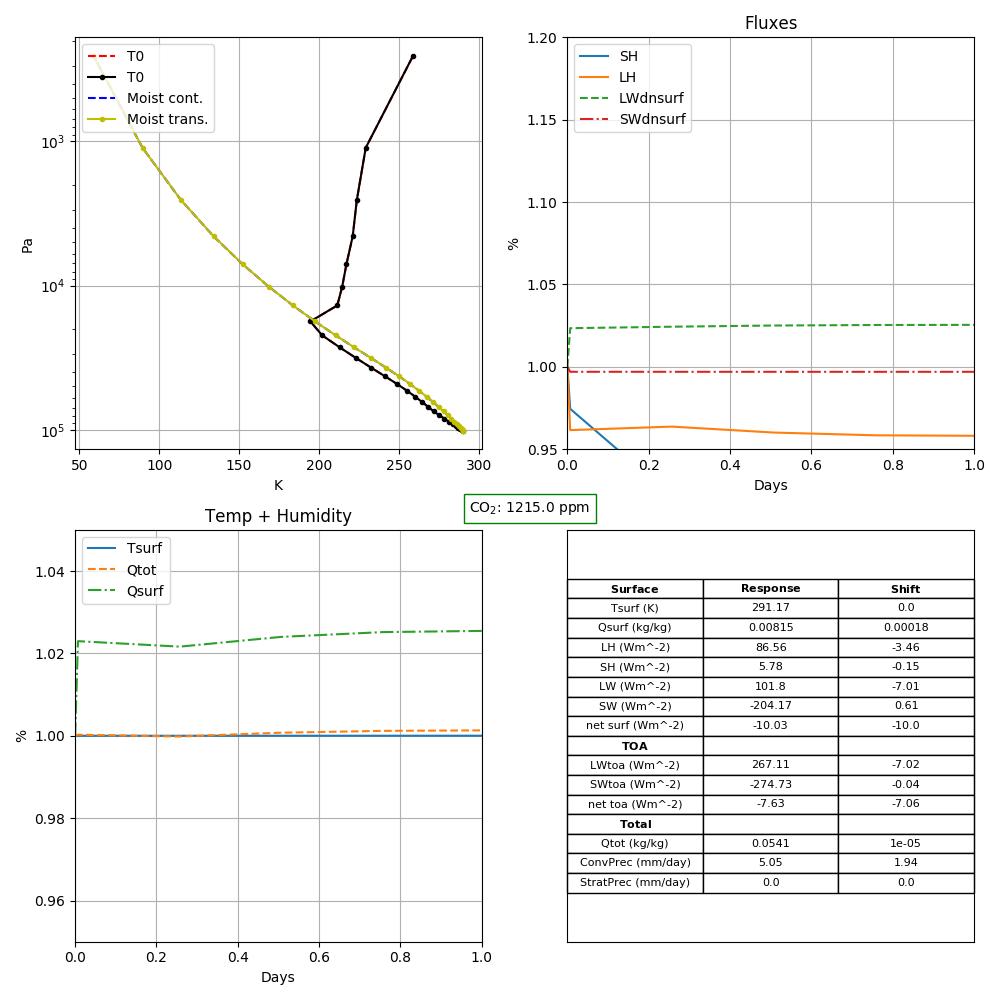 T0
T0
Moist cont.
Moist trans.
10^3
10^4
10^5
Pa
50 100 150 200 250 300
K
Fluxes
SH
LH
LWdnsurf
SWdnsurf
1.20
1.15
1.10
1.05
1.00
0.95
%
0.0 0.2 0.4 0.6 0.8 1.0
Days
CO₂: 1215.0 ppm
Temp + Humidity
Tsurf
Qtot
Qsurf
1.04
1.02
1.00
0.98
0.96
%
0.0 0.2 0.4 0.6 0.8 1.0
Days
Surface Response Shift
Tsurf (K) 291.17 0.0
Qsurf (kg/kg) 0.00815 0.00018
LH (Wm^-2) 86.56 -3.46
SH (Wm^-2) 5.78 -0.15
LW (Wm^-2) 101.8 -7.01
SW (Wm^-2) -204.17 0.61
net surf (Wm^-2) -10.03 -10.0
TOA
LWtoa (Wm^-2) 267.11 -7.02
SWtoa (Wm^-2) -274.73 -0.04
net toa (Wm^-2) -7.63 -7.06
Total
Qtot (kg/kg) 0.0541 1e-05
ConvPrec (mm/day) 5.05 1.94
StratPrec (mm/day) 0.0 0.0